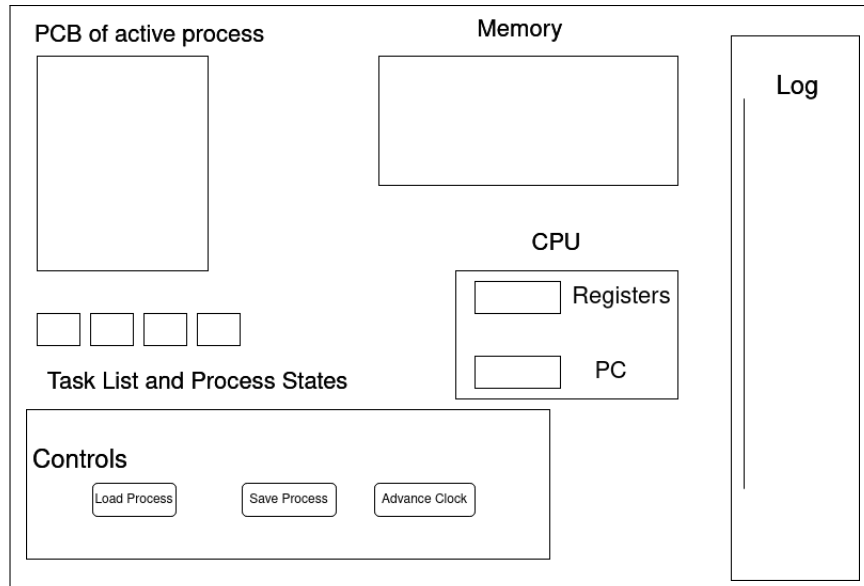 PCB of active process
Memory
Log
CPU
Registers
PC
Task List and Process States
Controls
Load Process
Save Process
Advance Clock